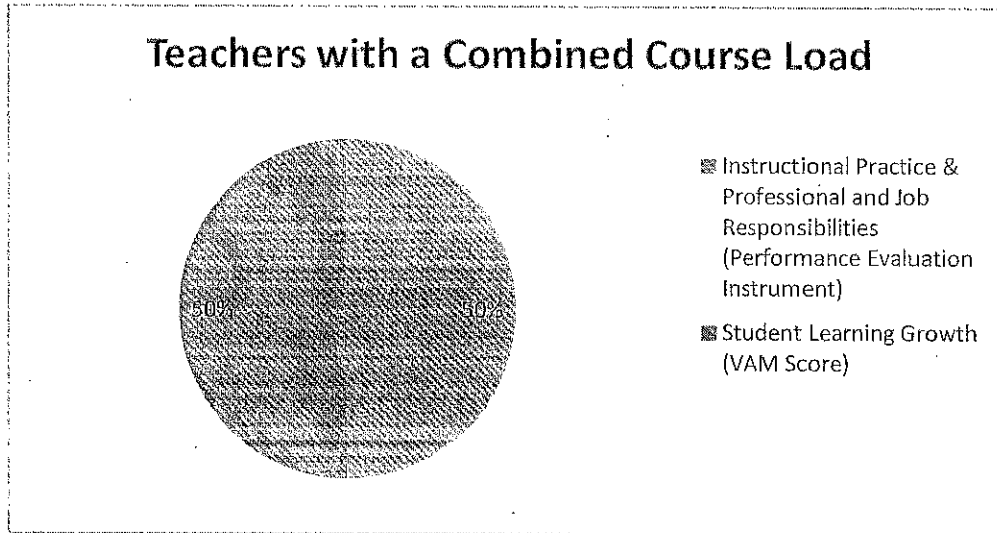 Teachers with a Combined Course Load
50%
50%
Instructional Practice &
Professional and Job
Responsibilities
(Performance Evaluation
Instrument)
Student Learning Growth
(VAM Score)